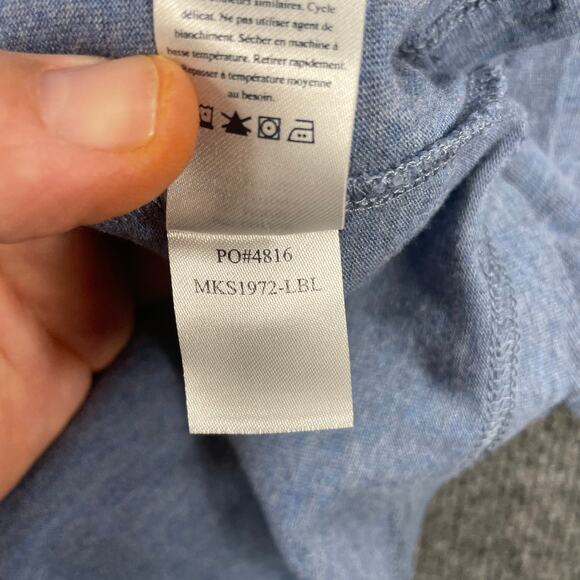 couleurs similaires. Cycle
délicat. Ne pas utiliser agent de
blanchiment. Sécher en machine à
basse température. Retirer rapidement.
Repasser à température moyenne
au besoin.
PO#4816
MKS1972-LBL